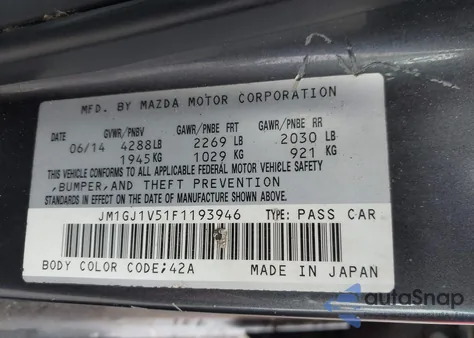 MFD. BY MAZDA MOTOR CORPORATION
DATE GVWR/PNBV GAWR/PNBE FRT GAWR/PNBE RR
06/14 4288LB 2269 LB 2030 LB
1945KG 1029 KG 921 KG
THIS VEHICLE CONFORMS TO ALL APPLICABLE FEDERAL MOTOR VEHICLE SAFETY
,BUMPER,AND THEFT PREVENTION
STANDARDS IN EFFECT ON THE DATE OF MANUFACTURE SHOWN ABOVE.
JM1GJ1V51F1193946 TYPE: PASS CAR
BODY COLOR CODE;42A MADE IN JAPAN
autoSnap